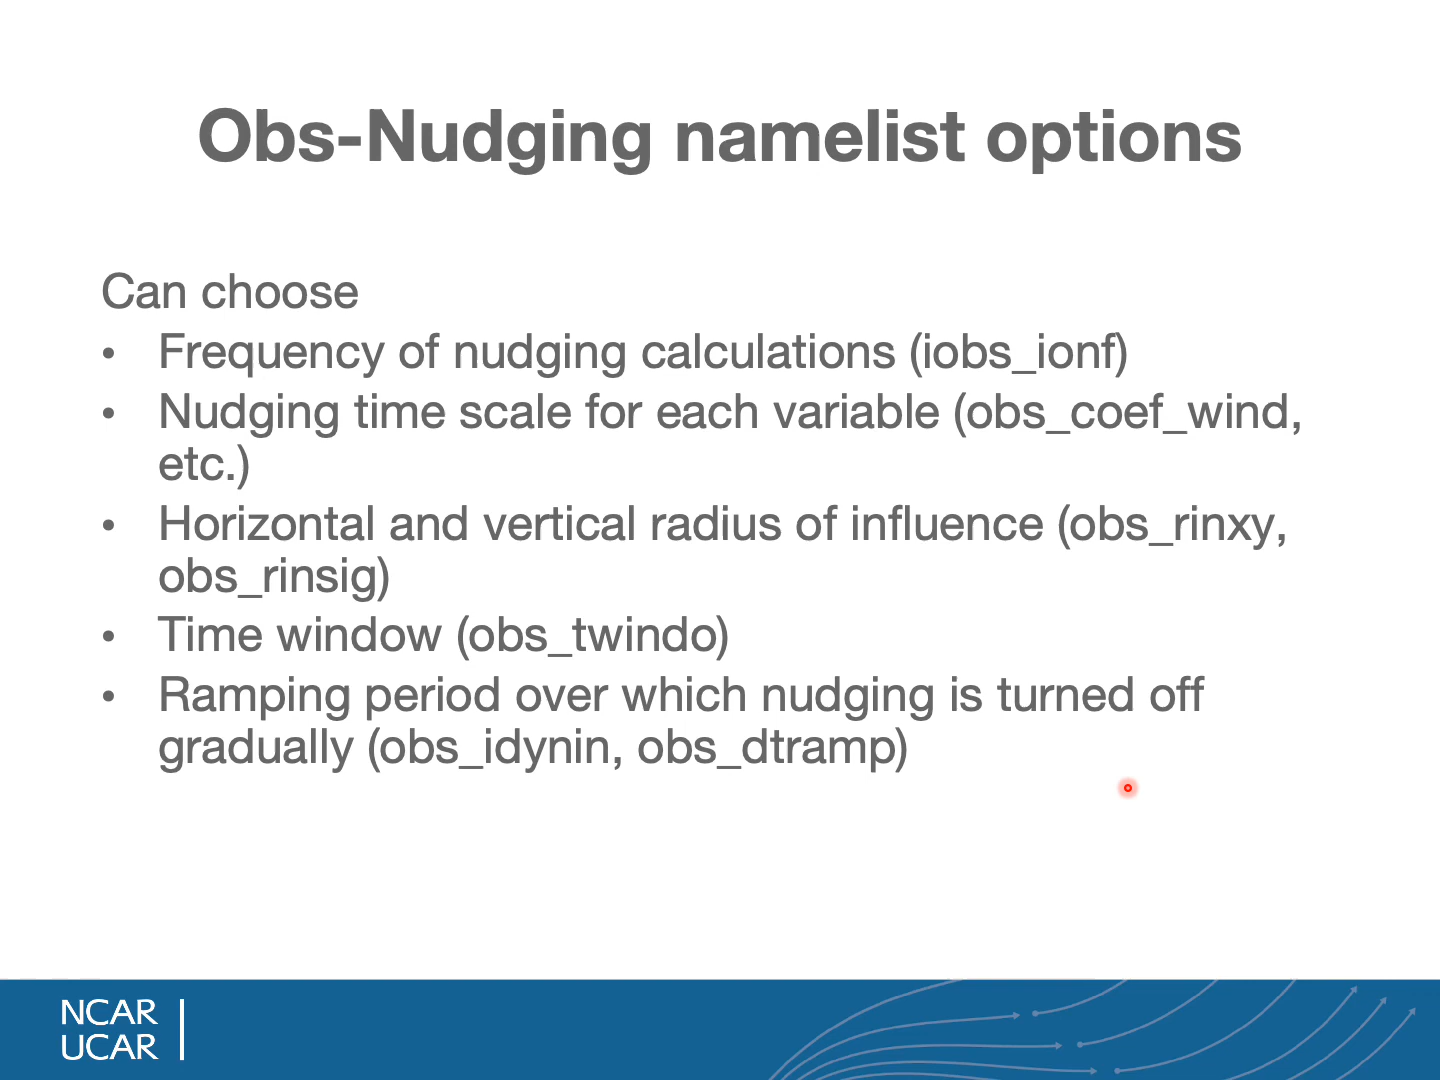 Obs-Nudging namelist options
Can choose
• Frequency of nudging calculations (iobs_ionf)
• Nudging time scale for each variable (obs_coef_wind,
etc.)
• Horizontal and vertical radius of influence (obs_rinxy,
obs_rinsig)
• Time window (obs_twindo)
• Ramping period over which nudging is turned off
gradually (obs_idynin, obs_dtramp)
NCAR
UCAR